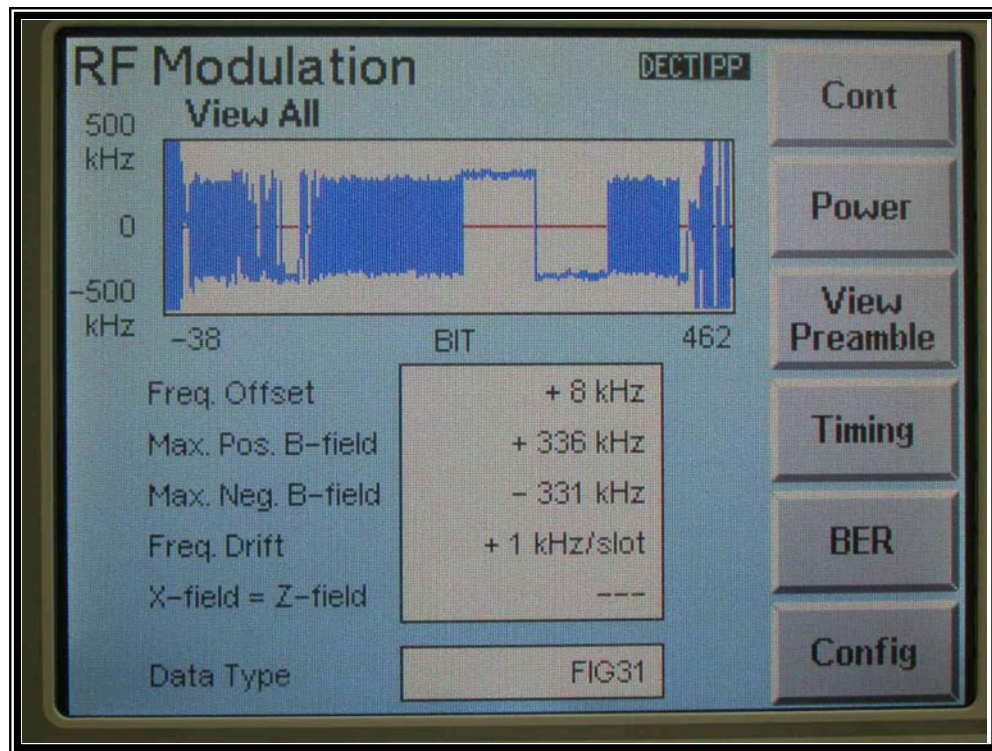 RF Modulation
DECT PP
View All
500
kHz
0
-500
kHz
-38
BIT
462
Freq. Offset
+ 8 kHz
Max. Pos. B-field
+ 336 kHz
Max. Neg. B-field
- 331 kHz
Freq. Drift
+ 1 kHz/slot
X-field = Z-field
---
Data Type
FIG31
Cont
Power
View
Preamble
Timing
BER
Config